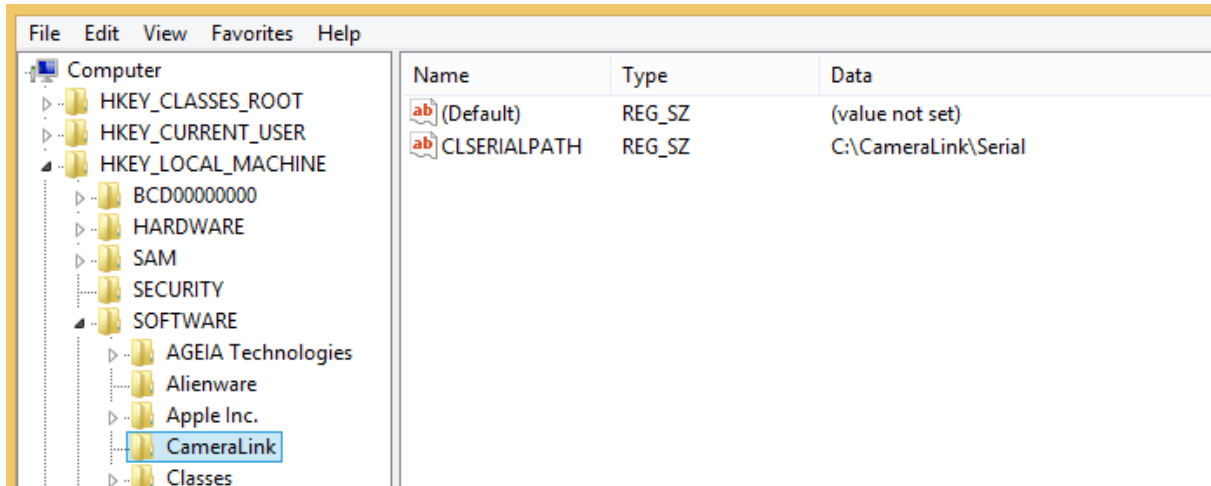 File Edit View Favorites Help
Computer
HKEY_CLASSES_ROOT
HKEY_CURRENT_USER
HKEY_LOCAL_MACHINE
BCD00000000
HARDWARE
SAM
SECURITY
SOFTWARE
AGEIA Technologies
Alienware
Apple Inc.
CameraLink
Classes
Name Type Data
ab (Default) REG_SZ (value not set)
ab CLSERIALPATH REG_SZ C:\CameraLink\Serial